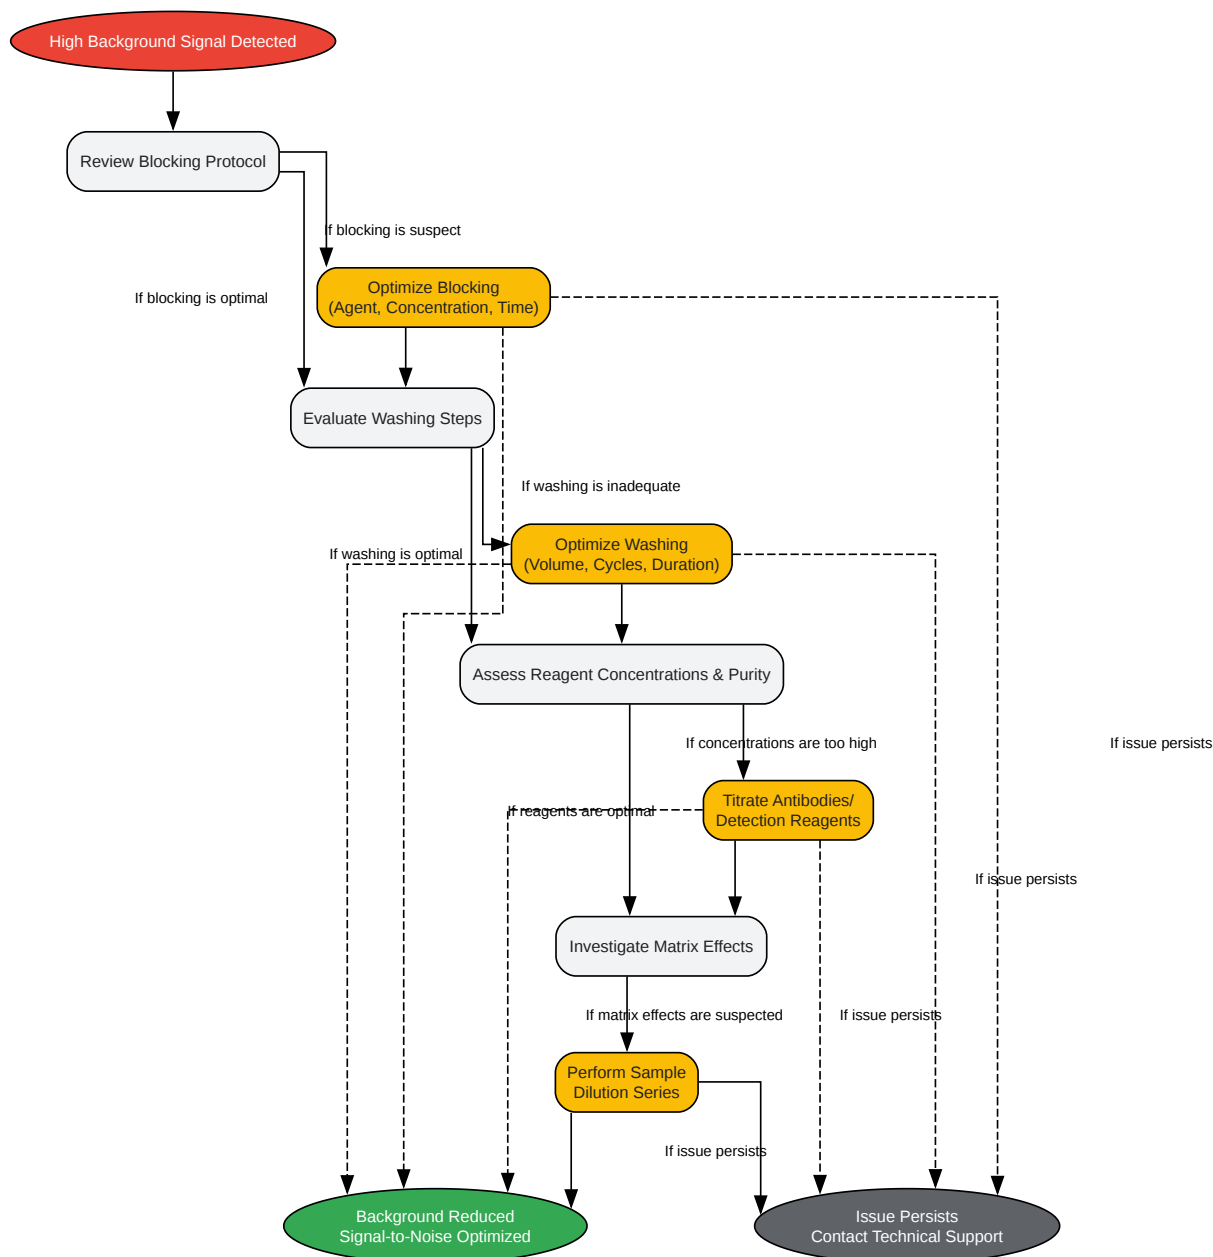 High Background Signal Detected
Review Blocking Protocol
If blocking is suspect
Optimize Blocking
(Agent, Concentration, Time)
If blocking is optimal
Evaluate Washing Steps
If washing is inadequate
Optimize Washing
(Volume, Cycles, Duration)
If washing is optimal
Assess Reagent Concentrations & Purity
If concentrations are too high
If issue persists
Titrate Antibodies/
Detection Reagents
If reagents are optimal
If issue persists
Investigate Matrix Effects
If matrix effects are suspected
If issue persists
Perform Sample
Dilution Series
If issue persists
Background Reduced
Signal-to-Noise Optimized
Issue Persists
Contact Technical Support